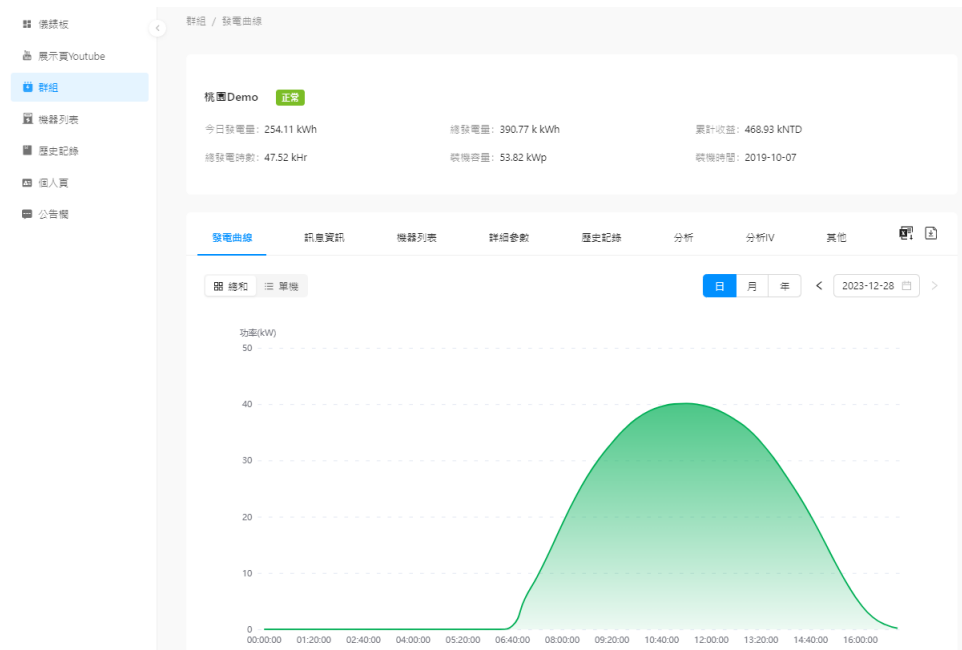 儀錶板
展示頁Youtube
群組
機器列表
歷史記錄
個人頁
公告欄
群組 / 發電曲線
桃園Demo 正常
今日發電量: 254.11 kWh 總發電量: 390.77 k kWh 累計收益: 468.93 kNTD
總發電時數: 47.52 kHr 裝機容量: 53.82 kWp 裝機時間: 2019-10-07
發電曲線 訊息資訊 機器列表 詳細參數 歷史記錄 分析 分析IV 其他
總和 單機 日 月 年 2023-12-28
功率(kW)
50
40
30
20
10
0
00:00:00 01:20:00 02:40:00 04:00:00 05:20:00 06:40:00 08:00:00 09:20:00 10:40:00 12:00:00 13:20:00 14:40:00 16:00:00